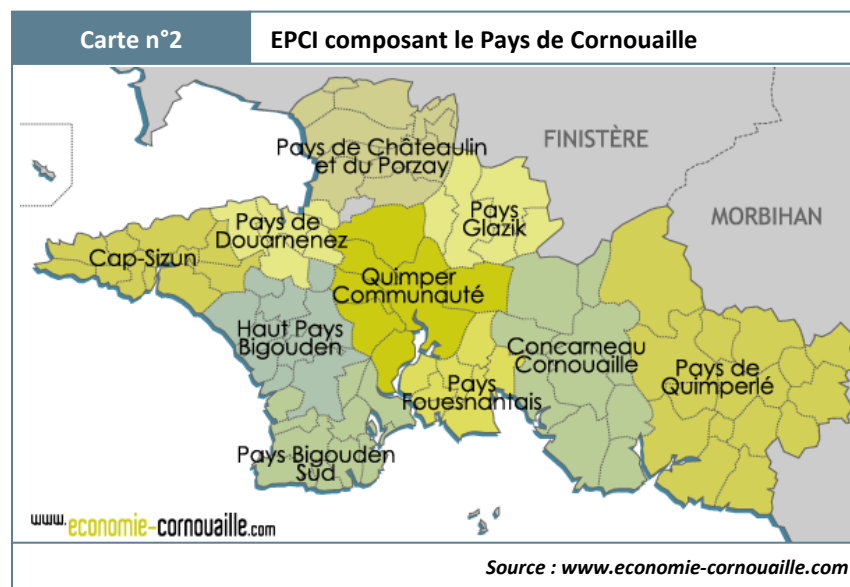 Carte n°2
EPCI composant le Pays de Cornouaille
Pays de Châteaulin
et du Porzay
FINISTÈRE
MORBIHAN
Pays
Glazik
Pays de
Douarnenez
Cap-Sizun
Quimper
Communauté
Haut Pays
Bigouden
Concarneau
Cornouaille
Pays de
Quimperlé
Pays
Fouesnantais
Pays Bigouden
Sud
www.economie-cornouaille.com
Source : www.economie-cornouaille.com